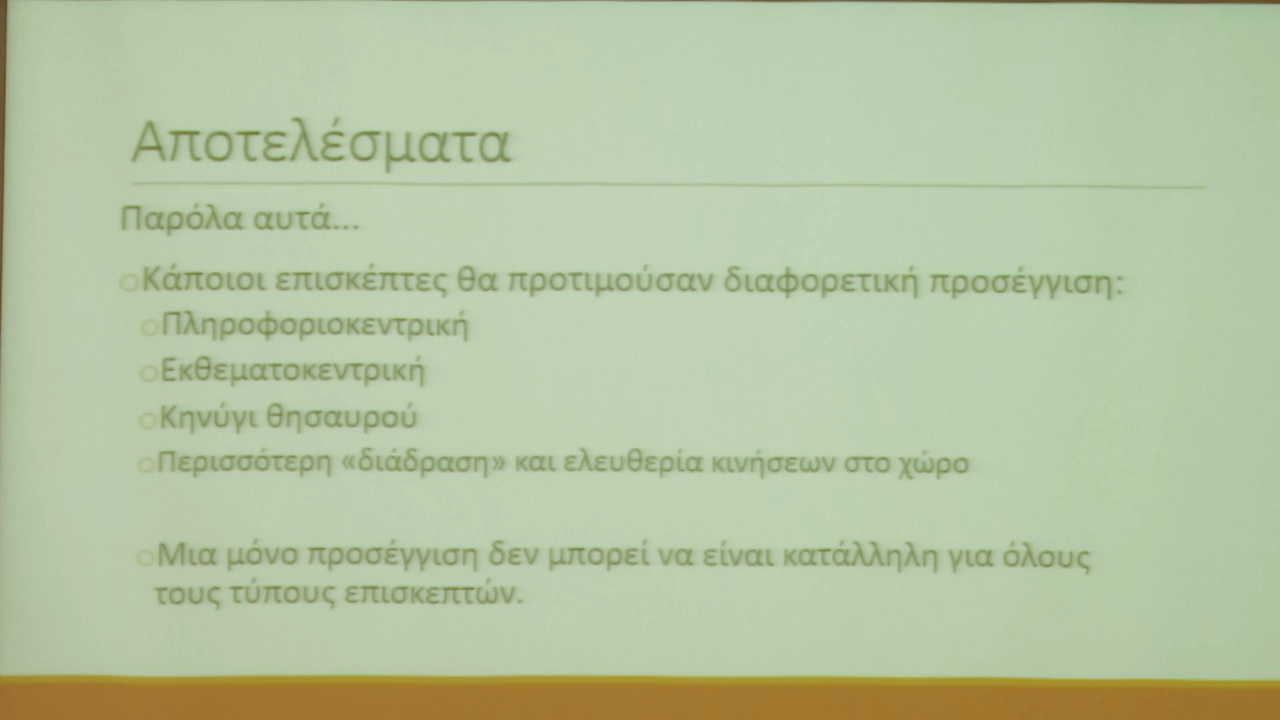 Αποτελέσματα
Παρόλα αυτά...
Κάποιοι επισκέπτες θα προτιμούσαν διαφορετική προσέγγιση:
Πληροφοριοκεντρική
Εκθεματοκεντρική
Κηνύγι θησαυρού
Περισσότερη «διάδραση» και ελευθερία κινήσεων στο χώρο
Μια μόνο προσέγγιση δεν μπορεί να είναι κατάλληλη για όλους
τους τύπους επισκεπτών.